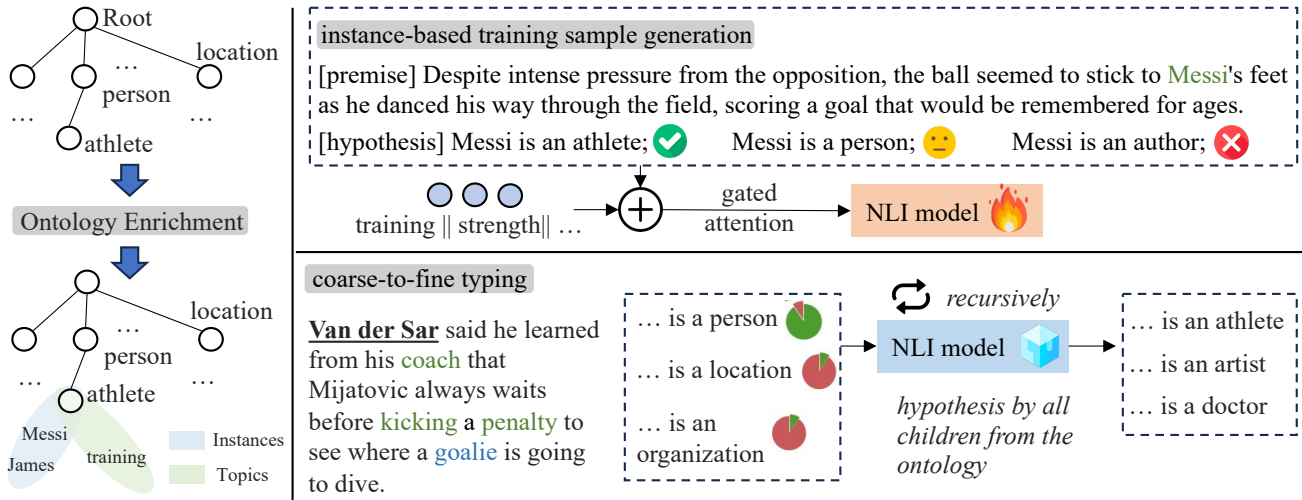 Root
location
...
person
...
...
athlete
Ontology Enrichment
location
...
person
...
...
athlete
Messi
James
training
Instances
Topics
instance-based training sample generation
[premise] Despite intense pressure from the opposition, the ball seemed to stick to Messi's feet
as he danced his way through the field, scoring a goal that would be remembered for ages.
[hypothesis] Messi is an athlete; Messi is a person; Messi is an author;
training || strength|| ...
gated
attention
NLI model
coarse-to-fine typing
Van der Sar said he learned
from his coach that
Mijatovic always waits
before kicking a penalty to
see where a goalie is going
to dive.
... is a person
... is a location
... is an
organization
recursively
NLI model
hypothesis by all
children from the
ontology
... is an athlete
... is an artist
... is a doctor